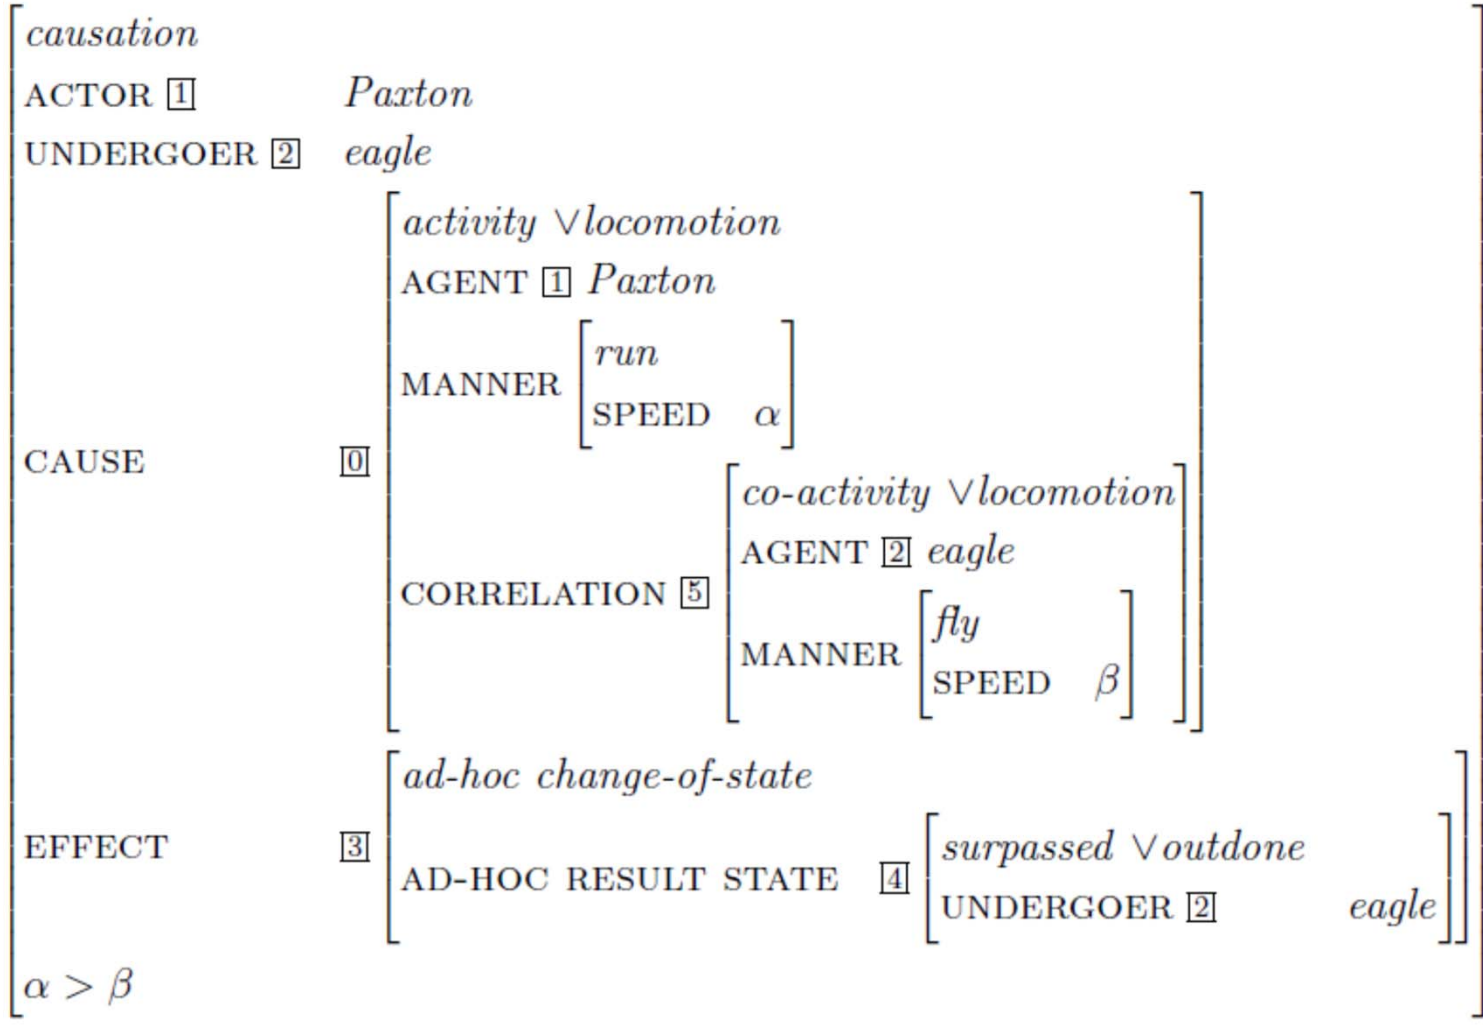 causation
ACTOR 1 Paxton
UNDERGOER 2 eagle
activity ∨locomotion
AGENT 1 Paxton
run
MANNER
SPEED α
CAUSE 0
co-activity ∨locomotion
AGENT 2 eagle
CORRELATION 5
fly
MANNER
SPEED β
ad-hoc change-of-state
EFFECT 3
surpassed ∨outdone
AD-HOC RESULT STATE 4
UNDERGOER 2 eagle
α > β